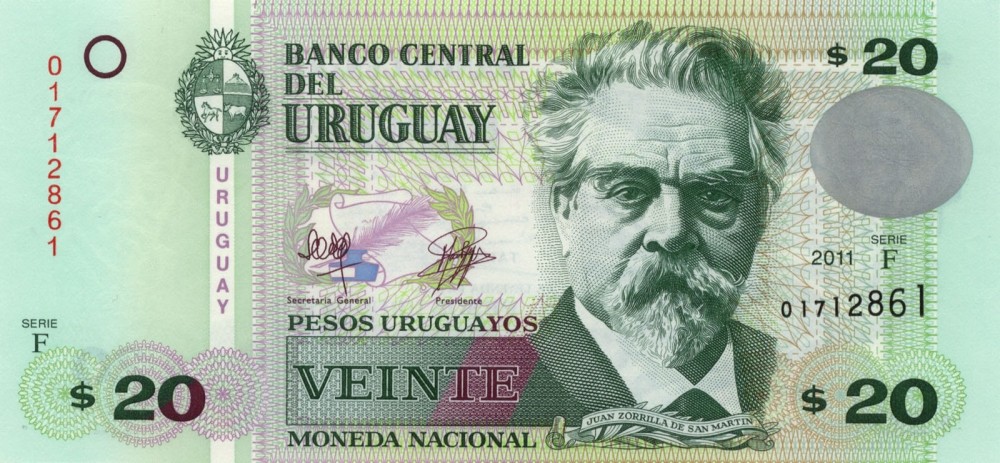 01712861
URUGUAY
SERIE
F
$ 20
BANCO CENTRAL
DEL
URUGUAY
Secretaria General
Presidente
PESOS URUGUAYOS
VEINTE
MONEDA NACIONAL
JUAN ZORRILLA DE SAN MARTIN
$ 20
2011
SERIE
F
01712861
$ 20